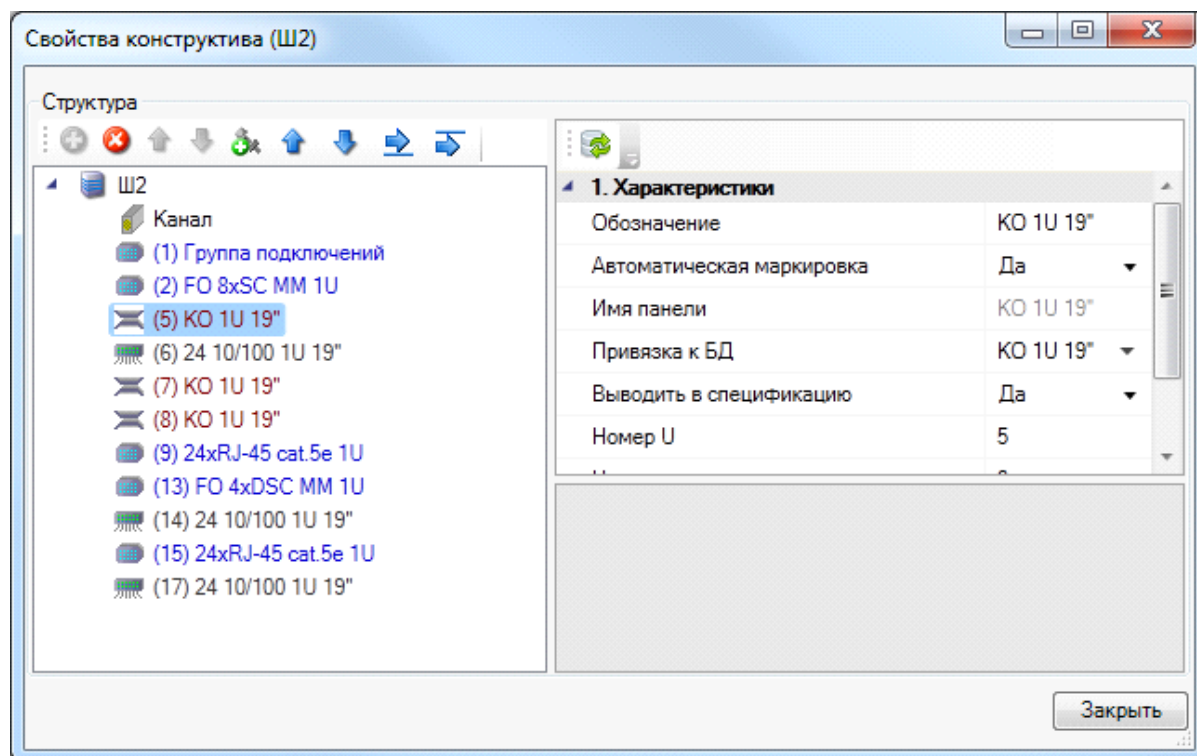 Свойства конструктива (Ш2)
Структура
Ш2
Канал
(1) Группа подключений
(2) FO 8xSC MM 1U
(5) КО 1U 19"
(6) 24 10/100 1U 19"
(7) КО 1U 19"
(8) КО 1U 19"
(9) 24xRJ-45 cat.5e 1U
(13) FO 4xDSC MM 1U
(14) 24 10/100 1U 19"
(15) 24xRJ-45 cat.5e 1U
(17) 24 10/100 1U 19"
1. Характеристики
Обозначение КО 1U 19"
Автоматическая маркировка Да
Имя панели КО 1U 19"
Привязка к БД КО 1U 19"
Выводить в спецификацию Да
Номер U 5
Закрыть